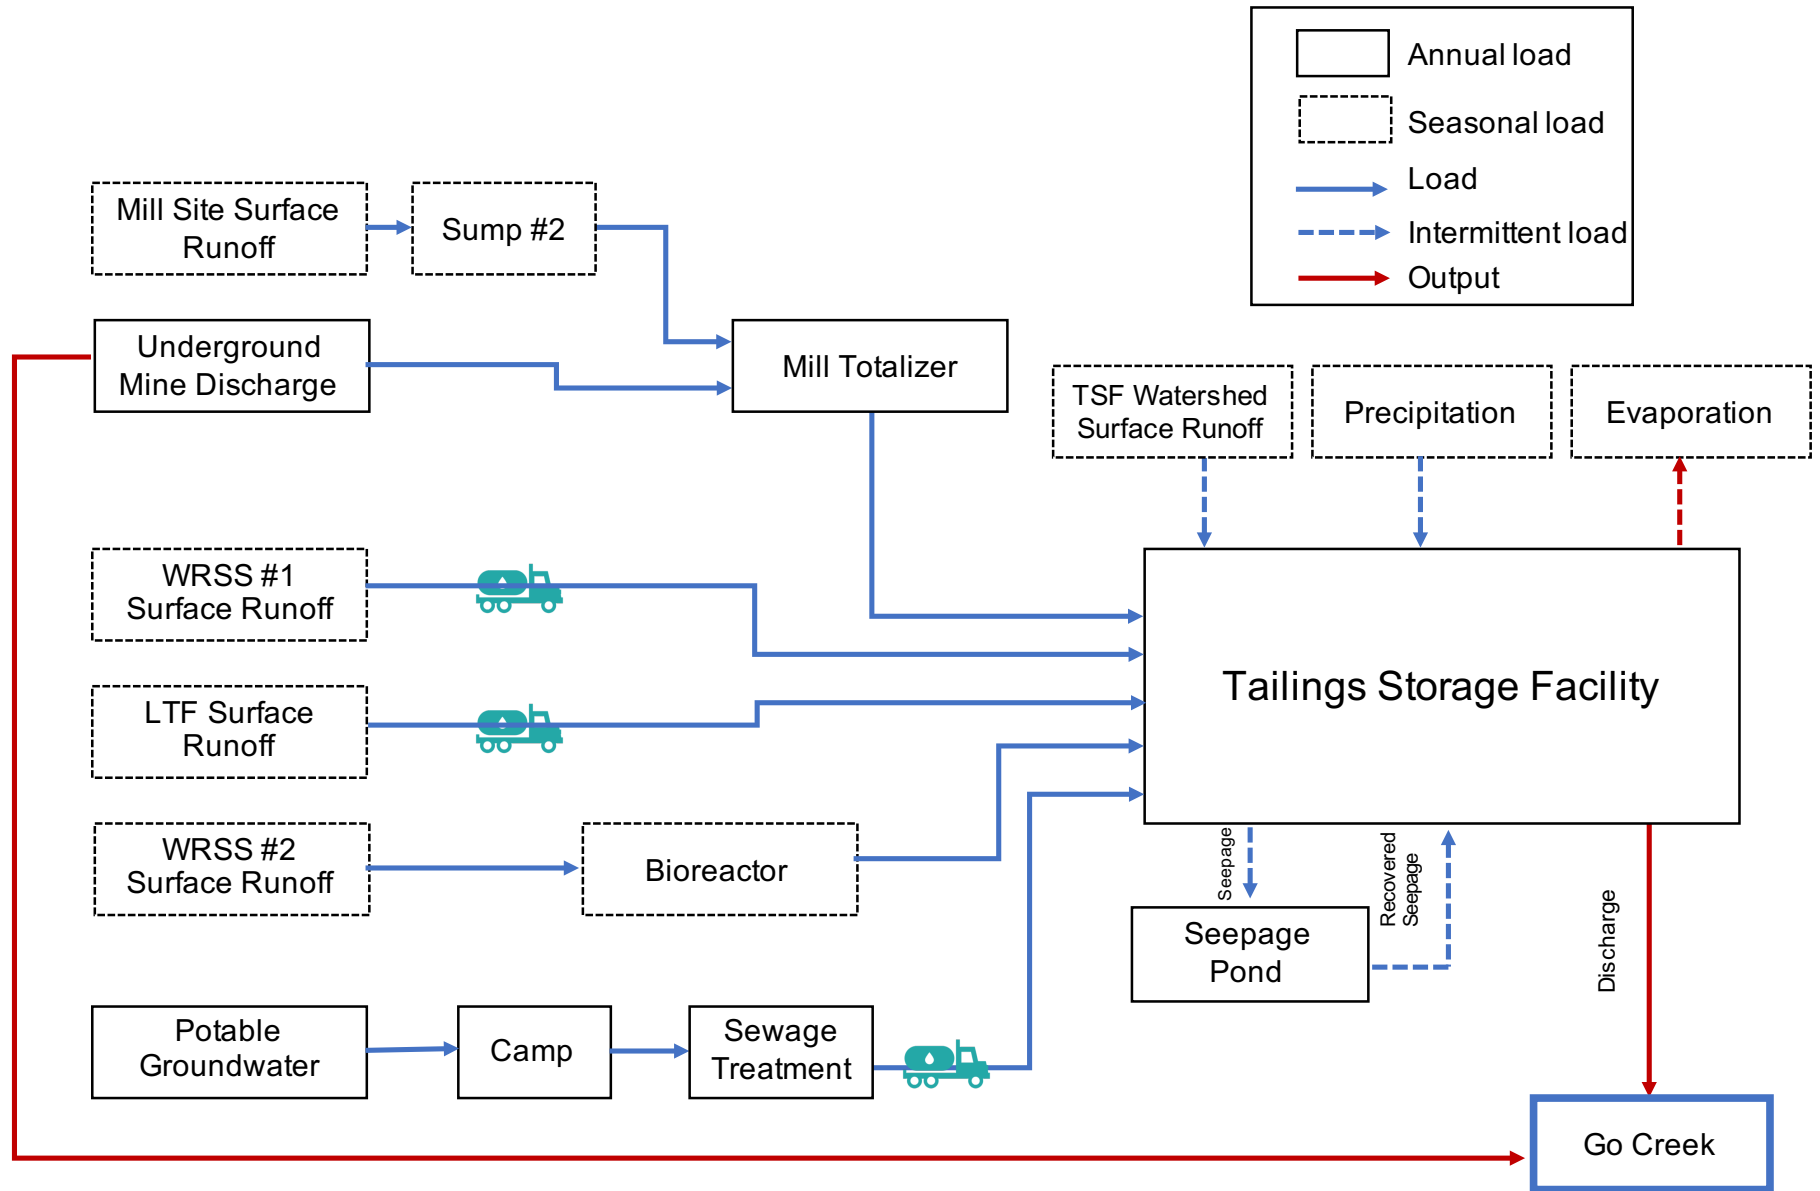 Annual load
Seasonal load
Load
Intermittent load
Output
Mill Site Surface
Runoff
Sump #2
Underground
Mine Discharge
Mill Totalizer
TSF Watershed
Surface Runoff
Precipitation
Evaporation
WRSS #1
Surface Runoff
LTF Surface
Runoff
Tailings Storage Facility
WRSS #2
Surface Runoff
Bioreactor
Seepage
Recovered
Seepage
Seepage
Pond
Discharge
Potable
Groundwater
Camp
Sewage
Treatment
Go Creek